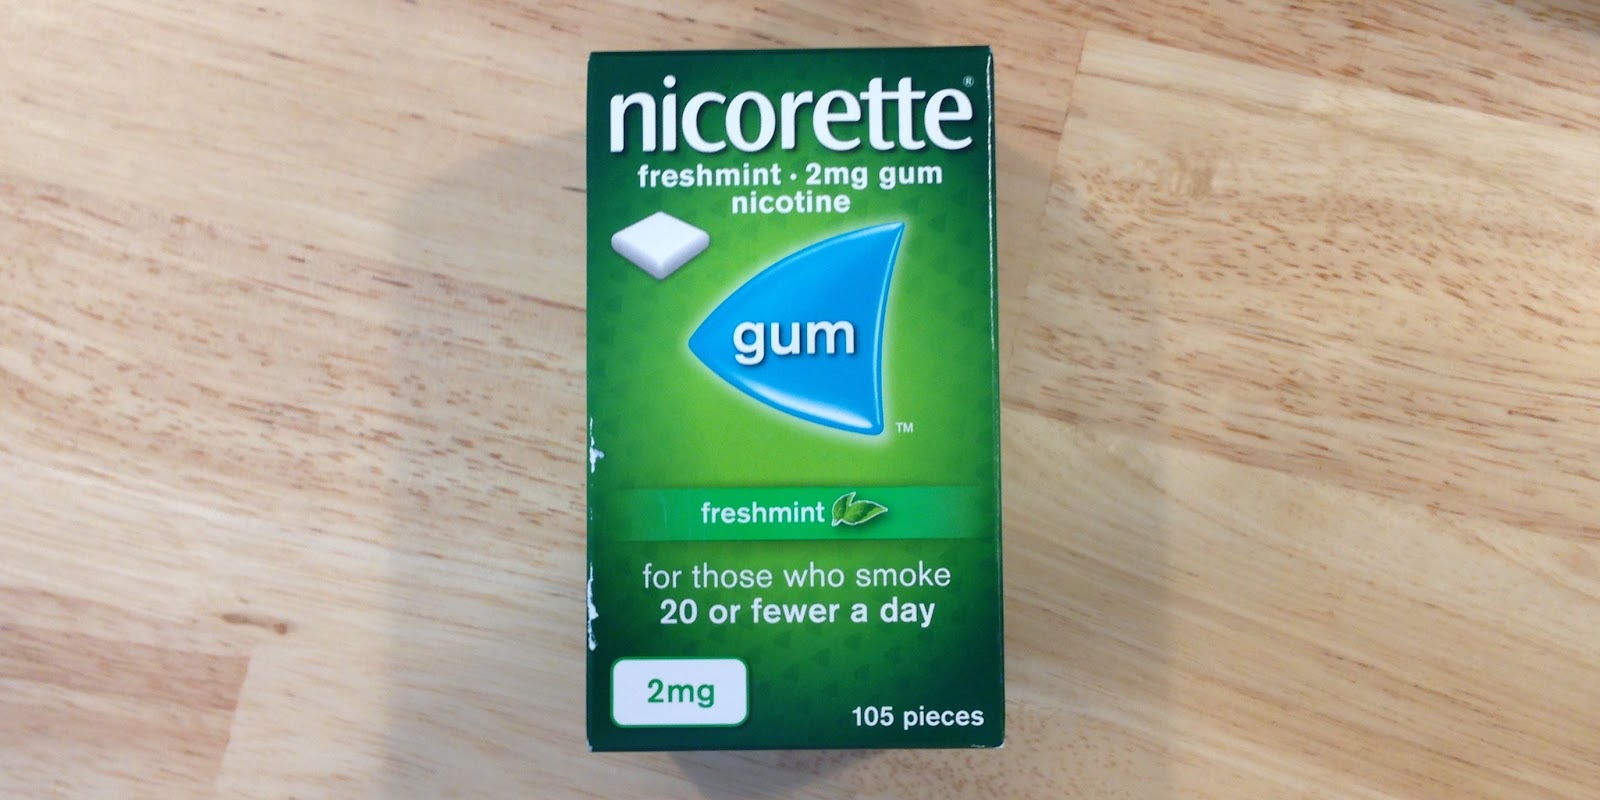 nicorette®
freshmint · 2mg gum
nicotine
gum
™
freshmint
for those who smoke
20 or fewer a day
2mg
105 pieces